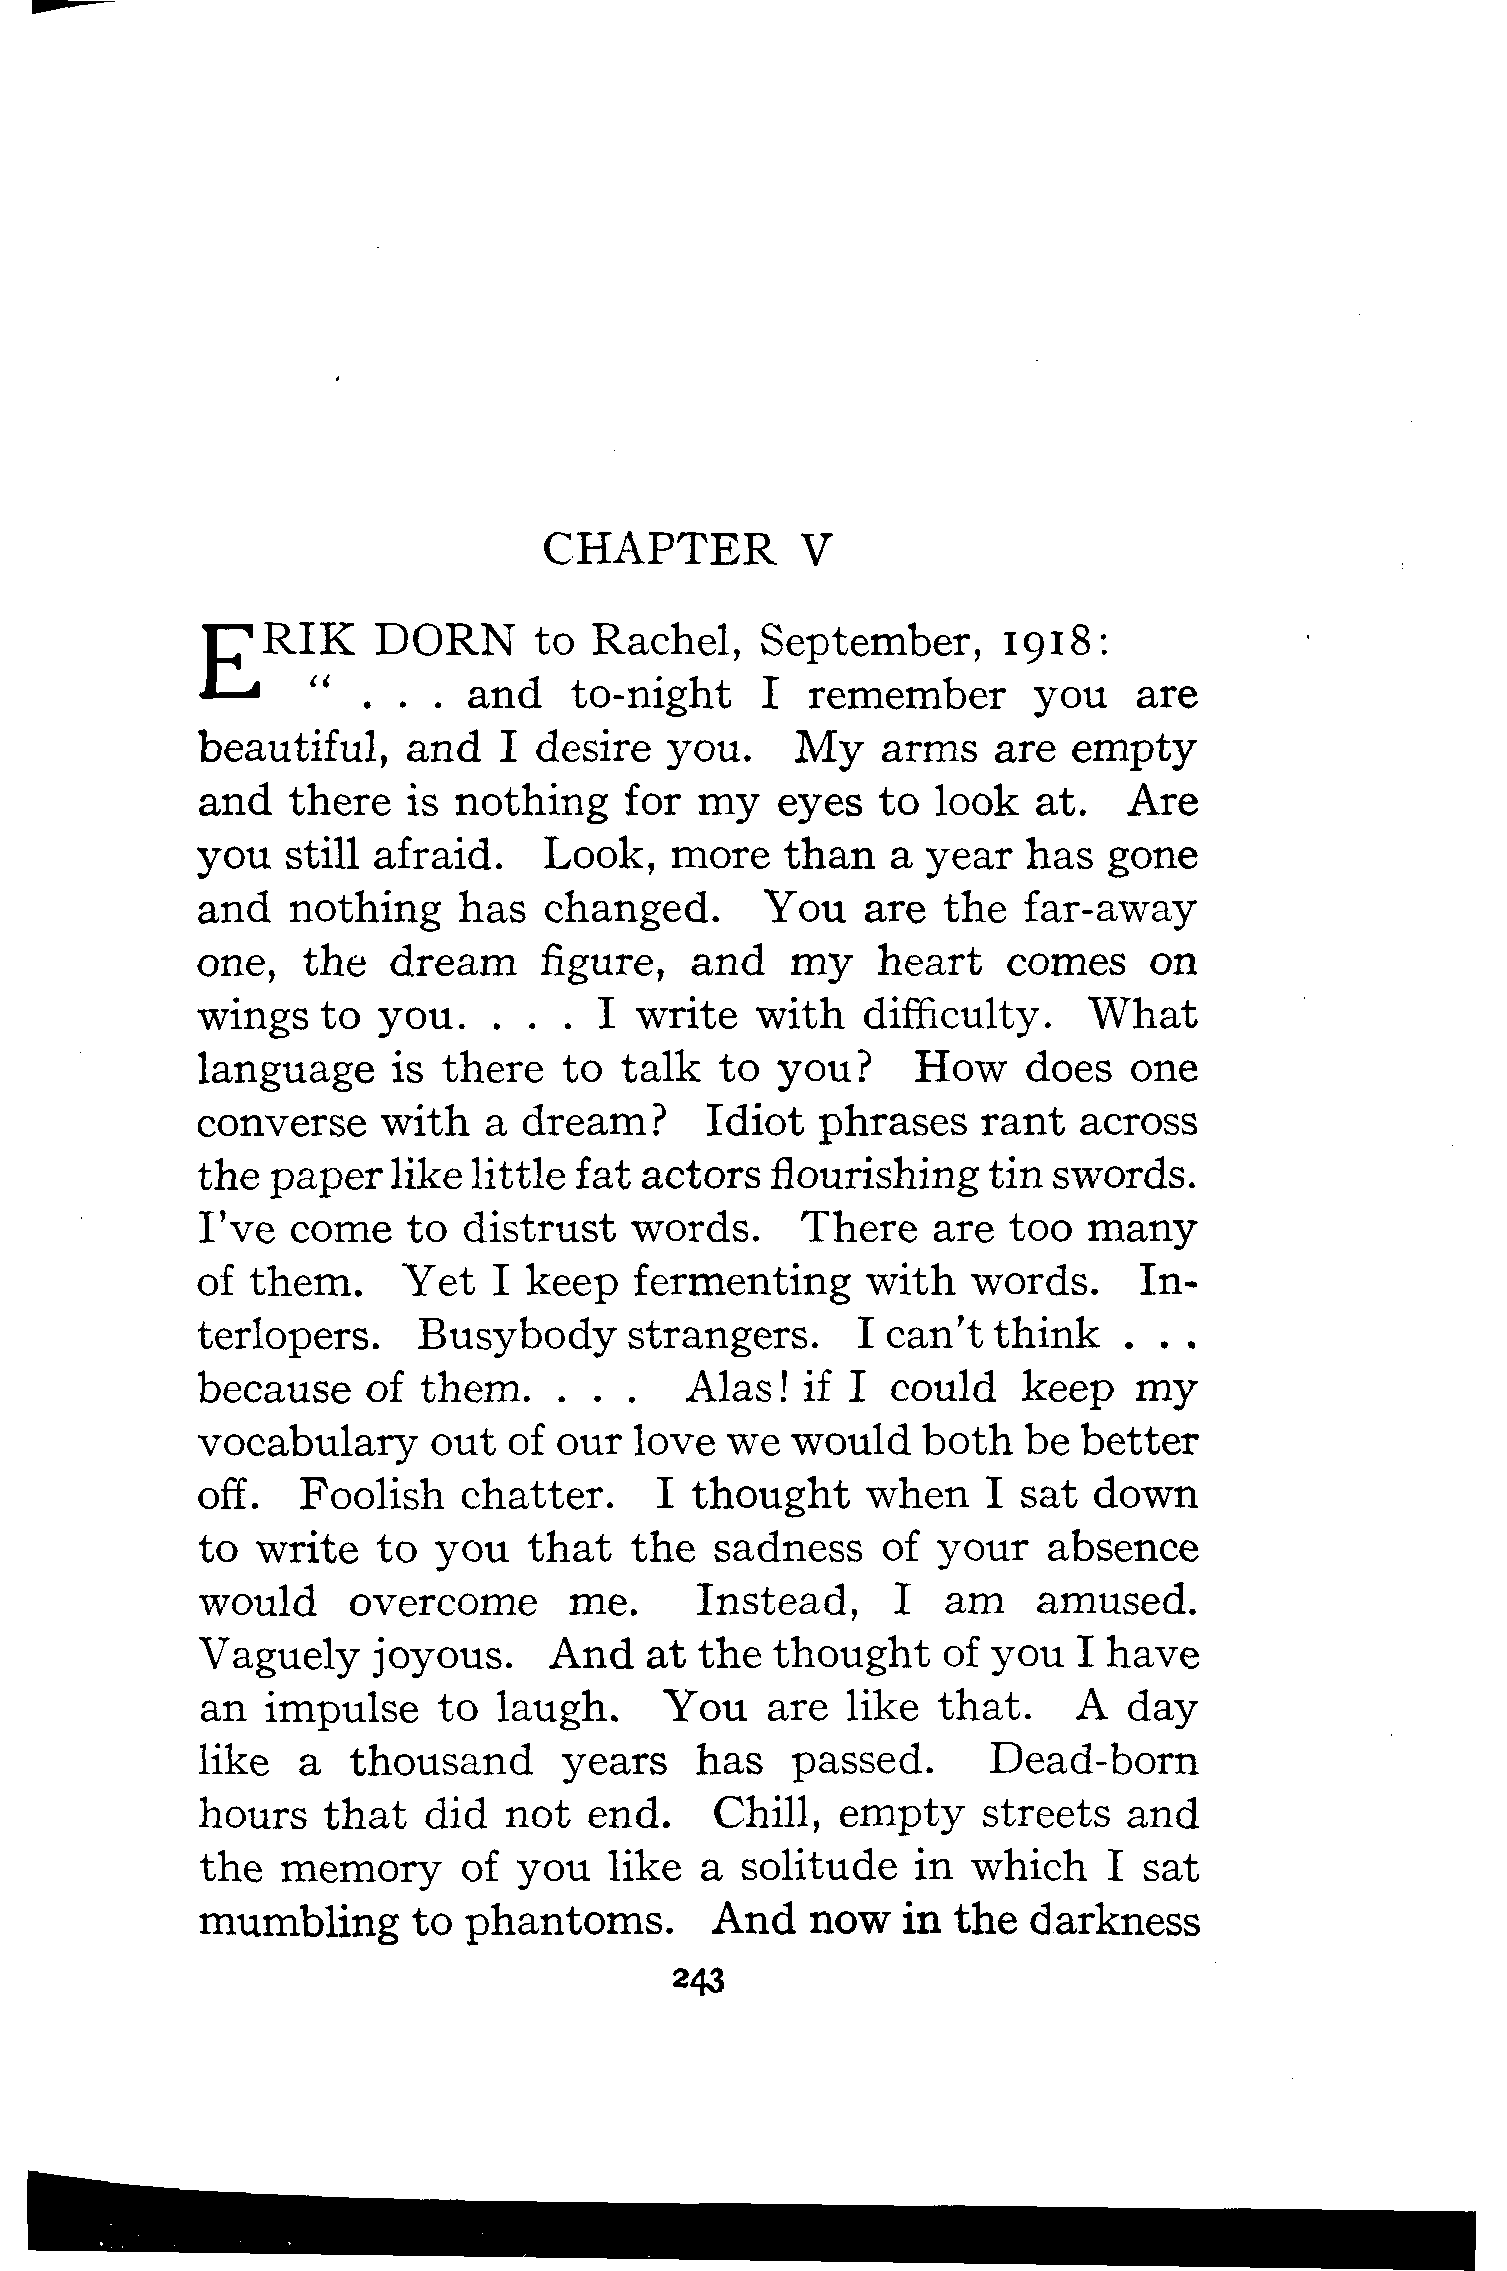 CHAPTER V
ERIK DORN to Rachel, September, 1918:
“ . . . and to-night I remember you are
beautiful, and I desire you. My arms are empty
and there is nothing for my eyes to look at. Are
you still afraid. Look, more than a year has gone
and nothing has changed. You are the far-away
one, the dream figure, and my heart comes on
wings to you. . . . I write with difficulty. What
language is there to talk to you? How does one
converse with a dream? Idiot phrases rant across
the paper like little fat actors flourishing tin swords.
I've come to distrust words. There are too many
of them. Yet I keep fermenting with words. In-
terlopers. Busybody strangers. I can't think . . .
because of them. . . . Alas! if I could keep my
vocabulary out of our love we would both be better
off. Foolish chatter. I thought when I sat down
to write to you that the sadness of your absence
would overcome me. Instead, I am amused.
Vaguely joyous. And at the thought of you I have
an impulse to laugh. You are like that. A day
like a thousand years has passed. Dead-born
hours that did not end. Chill, empty streets and
the memory of you like a solitude in which I sat
mumbling to phantoms. And now in the darkness
243